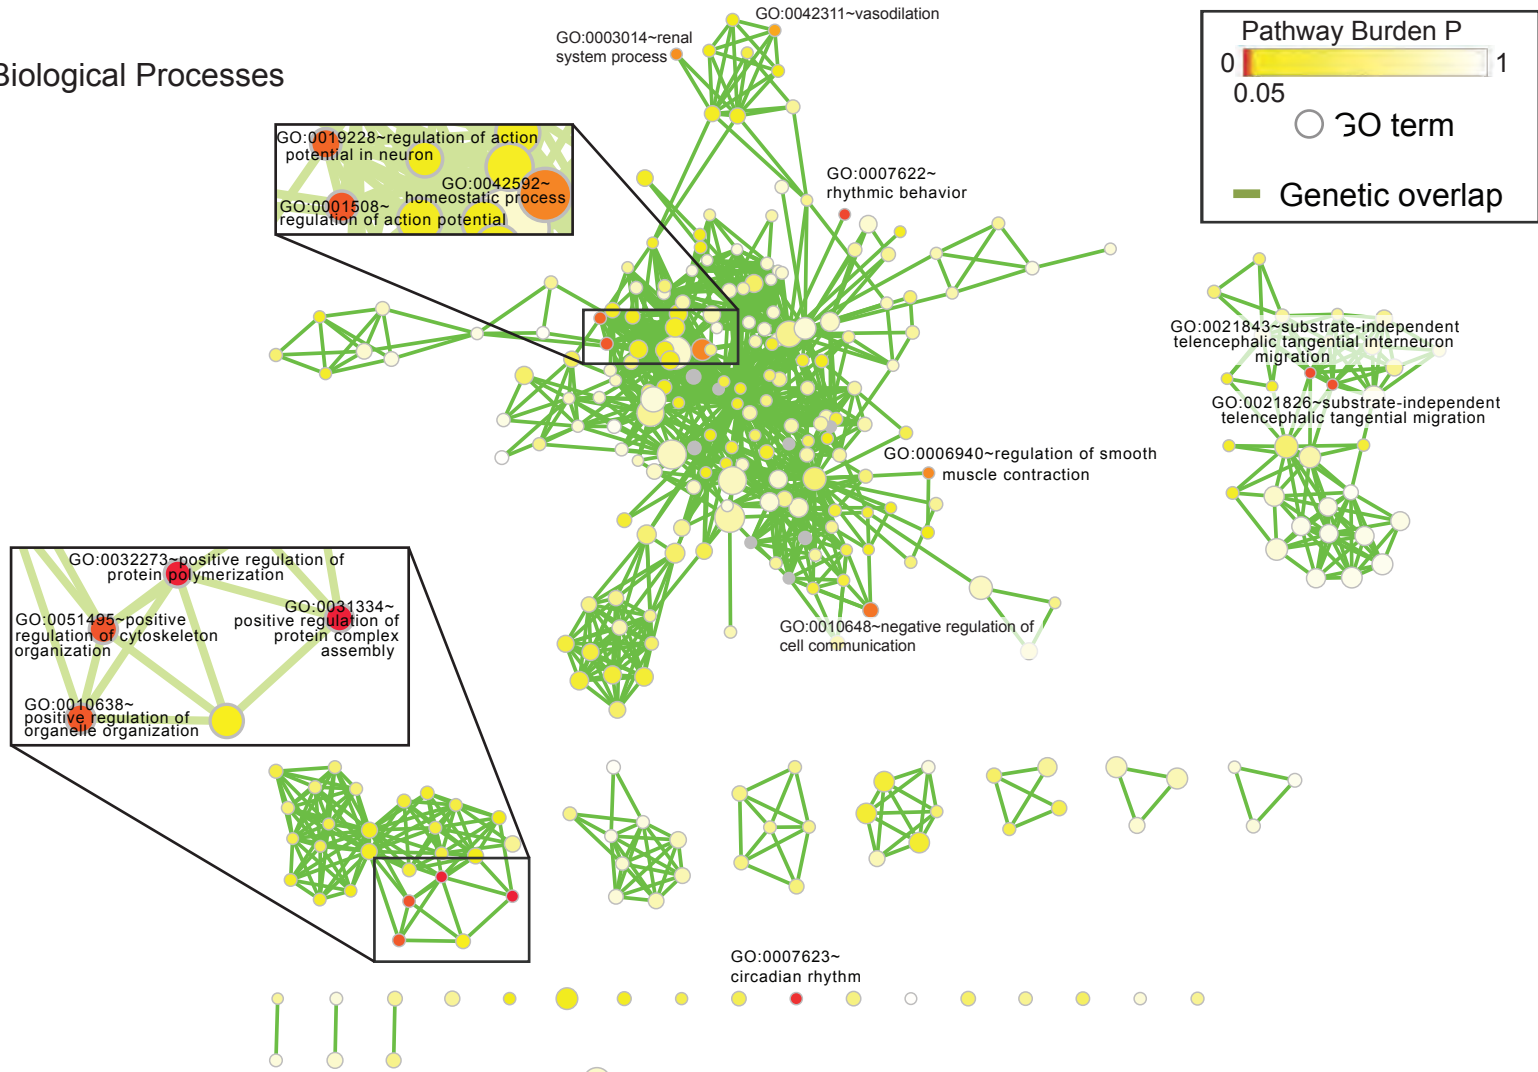 Biological Processes
GO:0003014~renal
system process
GO:0042311~vasodilation
Pathway Burden P
0
1
0.05
GO term
Genetic overlap
GO:0019228~regulation of action
potential in neuron
GO:0042592~
homeostatic process
GO:0001508~
regulation of action potential
GO:0007622~
rhythmic behavior
GO:0021843~substrate-independent
telencephalic tangential interneuron
migration
GO:0021826~substrate-independent
telencephalic tangential migration
GO:0006940~regulation of smooth
muscle contraction
GO:0010648~negative regulation of
cell communication
GO:0032273~positive regulation of
protein polymerization
GO:0031334~
positive regulation of
protein complex
assembly
GO:0051495~positive
regulation of cytoskeleton
organization
GO:0010638~
positive regulation of
organelle organization
GO:0007623~
circadian rhythm